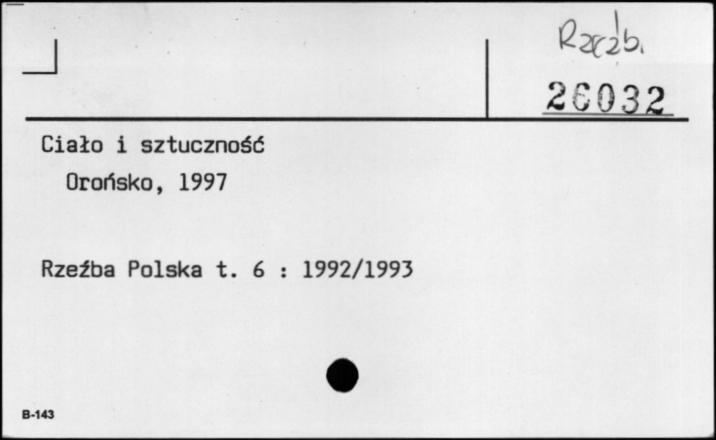 Rzeźb.
26032
Ciało i sztuczność
Orońsko, 1997
Rzeźba Polska t. 6 : 1992/1993
B-143